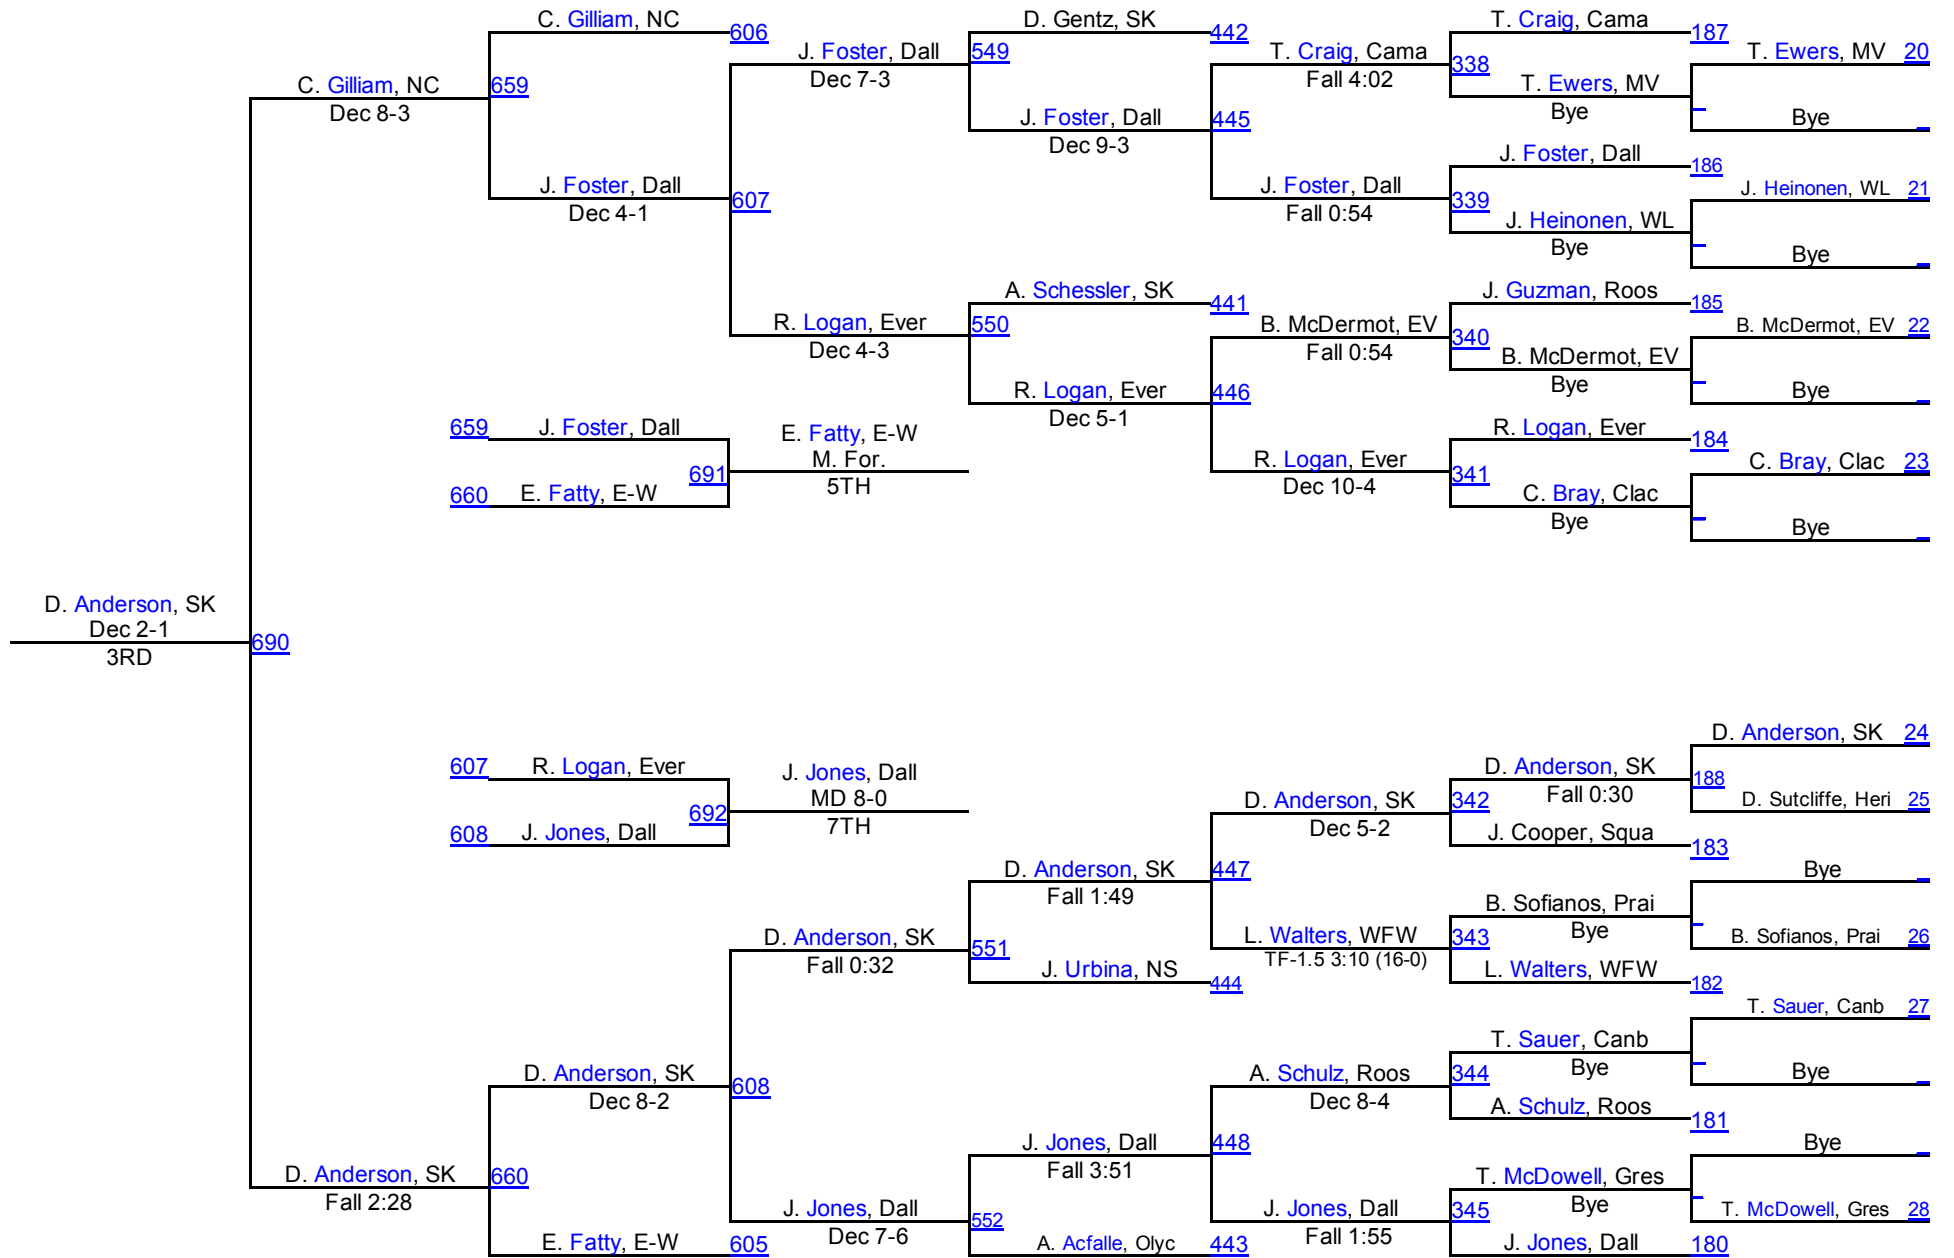 C. Gilliam, NC
606
D. Gentz, SK
442
T. Craig, Cama
187
J. Foster, Dall
Dec 7-3
549
T. Craig, Cama
Fall 4:02
338
T. Ewers, MV 20
C. Gilliam, NC
Dec 8-3
659
T. Ewers, MV
Bye
Bye
J. Foster, Dall
Dec 9-3
445
J. Foster, Dall
186
J. Foster, Dall
Dec 4-1
607
J. Foster, Dall
Fall 0:54
339
J. Heinonen, WL 21
J. Heinonen, WL
Bye
Bye
A. Schessler, SK
441
J. Guzman, Roos
185
R. Logan, Ever
Dec 4-3
550
B. McDermot, EV
Fall 0:54
340
B. McDermot, EV 22
B. McDermot, EV
Bye
Bye
R. Logan, Ever
Dec 5-1
446
659 J. Foster, Dall
E. Fatty, E-W
M. For.
5TH
691
660 E. Fatty, E-W
R. Logan, Ever
184
R. Logan, Ever
Dec 10-4
341
C. Bray, Clac 23
C. Bray, Clac
Bye
Bye
D. Anderson, SK
Dec 2-1
3RD
690
D. Anderson, SK 24
607 R. Logan, Ever
J. Jones, Dall
MD 8-0
7TH
692
608 J. Jones, Dall
D. Anderson, SK
Fall 0:30
188
D. Sutcliffe, Heri 25
D. Anderson, SK
Dec 5-2
342
J. Cooper, Squa
183
D. Anderson, SK
Fall 1:49
447
Bye
B. Sofianos, Prai
Bye
D. Anderson, SK
Fall 0:32
551
L. Walters, WFW
TF-1.5 3:10 (16-0)
343
B. Sofianos, Prai 26
J. Urbina, NS
444
L. Walters, WFW
182
T. Sauer, Canb 27
T. Sauer, Canb
Bye
D. Anderson, SK
Dec 8-2
608
A. Schulz, Roos
Dec 8-4
344
Bye
A. Schulz, Roos
181
J. Jones, Dall
Fall 3:51
448
Bye
D. Anderson, SK
Fall 2:28
660
T. McDowell, Gres
Bye
J. Jones, Dall
Dec 7-6
552
J. Jones, Dall
Fall 1:55
345
T. McDowell, Gres 28
E. Fatty, E-W
605
A. Acfalle, Olyc
443
J. Jones, Dall
180